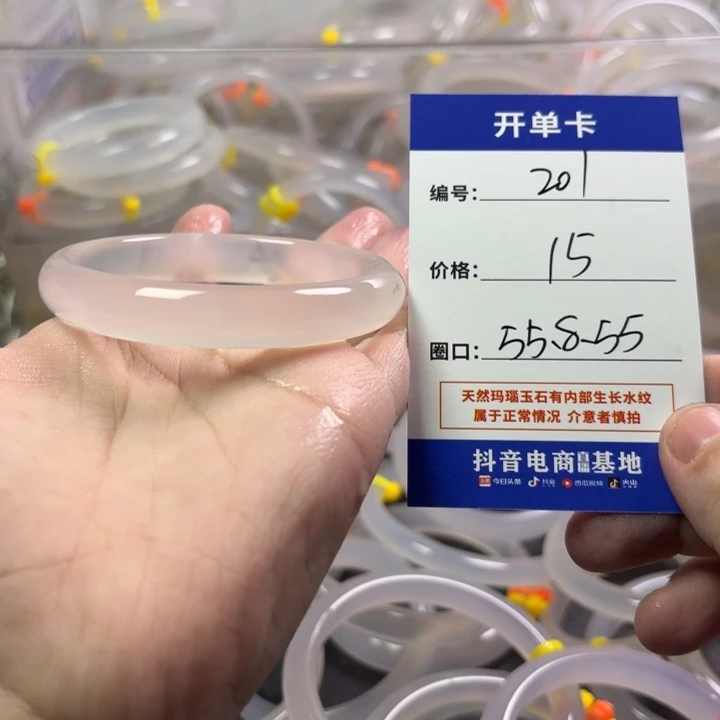 开单卡
编号: 201
价格: 15
圈口: 55.8-55
天然玛瑙玉石有内部生长水纹
属于正常情况 介意者慎拍
抖音电商直播基地
今日头条 抖音 西瓜视频 火山